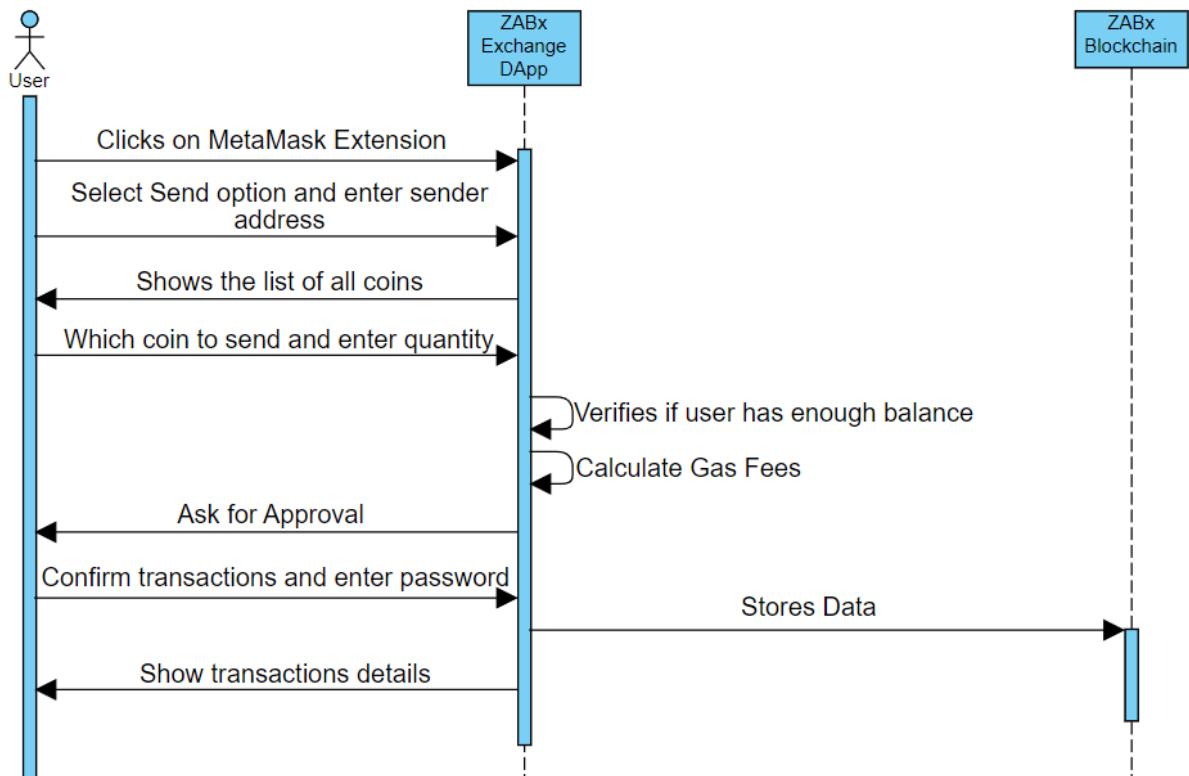 User
ZABx
Exchange
DApp
ZABx
Blockchain
Clicks on MetaMask Extension
Select Send option and enter sender
address
Shows the list of all coins
Which coin to send and enter quantity
Verifies if user has enough balance
Calculate Gas Fees
Ask for Approval
Confirm transactions and enter password
Stores Data
Show transactions details